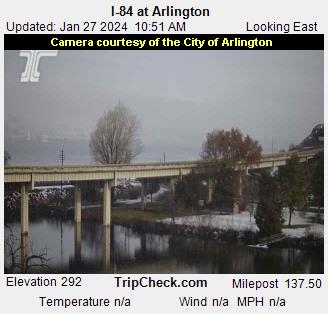 I-84 at Arlington
Updated: Jan 27 2024 10:51 AM Looking East
Camera courtesy of the City of Arlington
Elevation 292 TripCheck.com Milepost 137.50
Temperature n/a Wind n/a MPH n/a